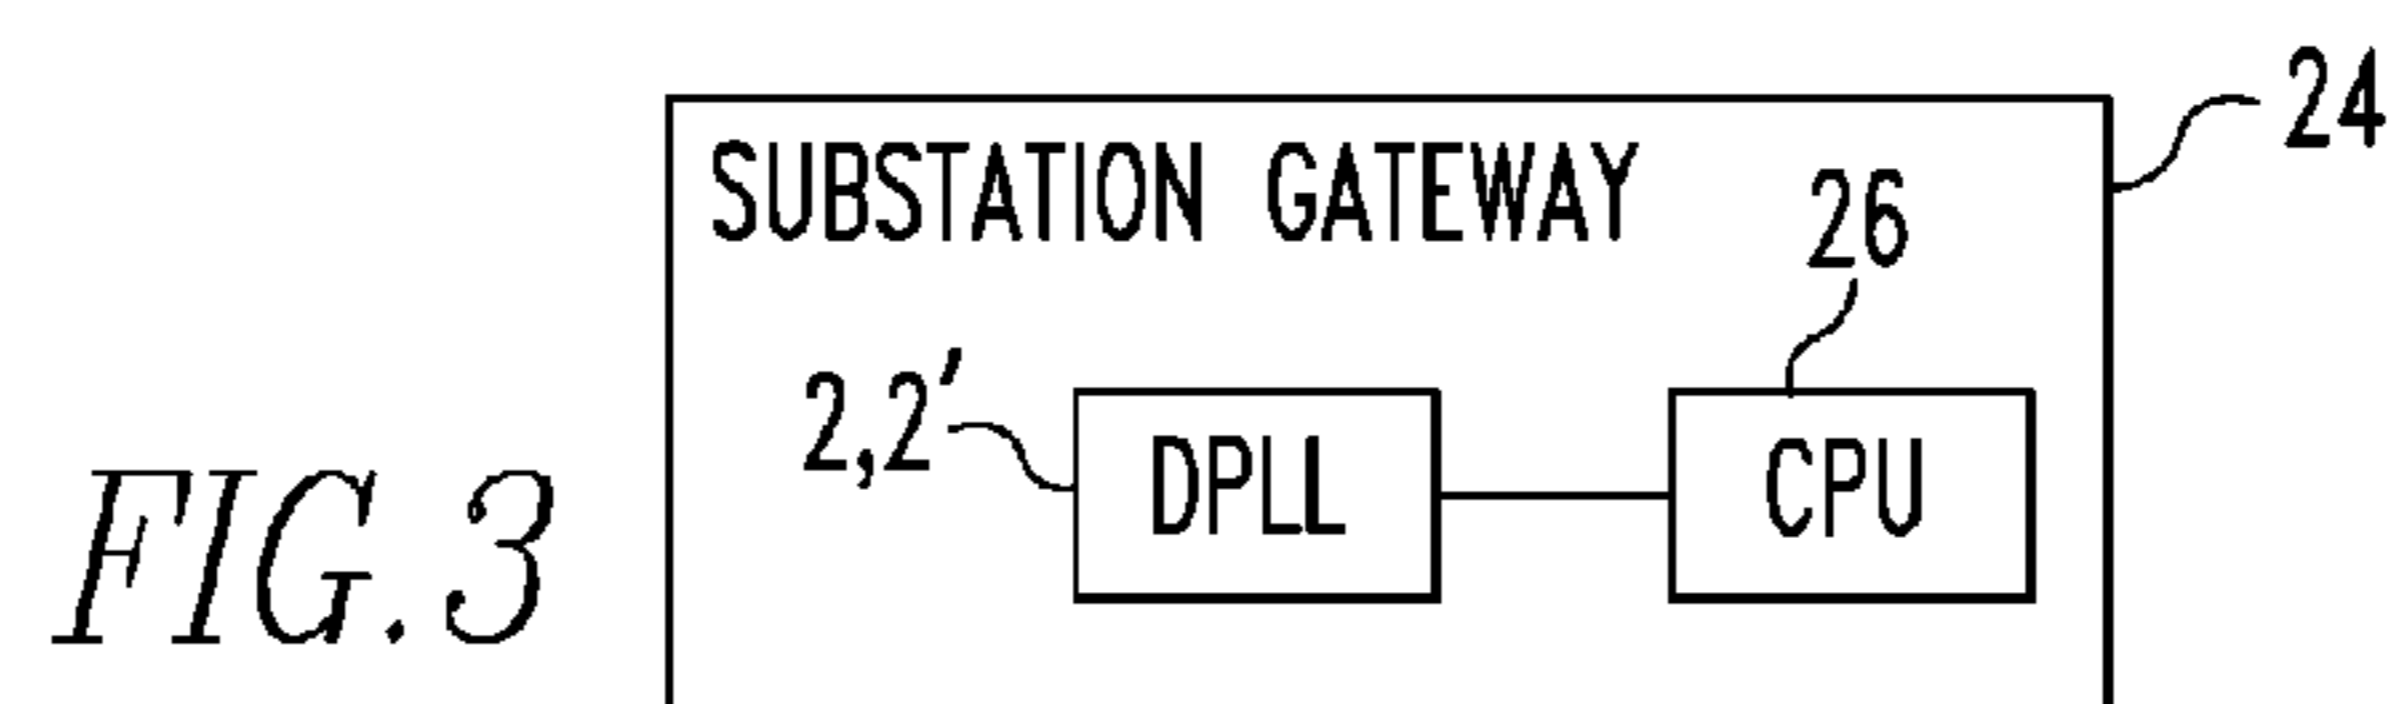 24
SUBSTATION GATEWAY
26
2,2'
DPLL
CPU
FIG.3